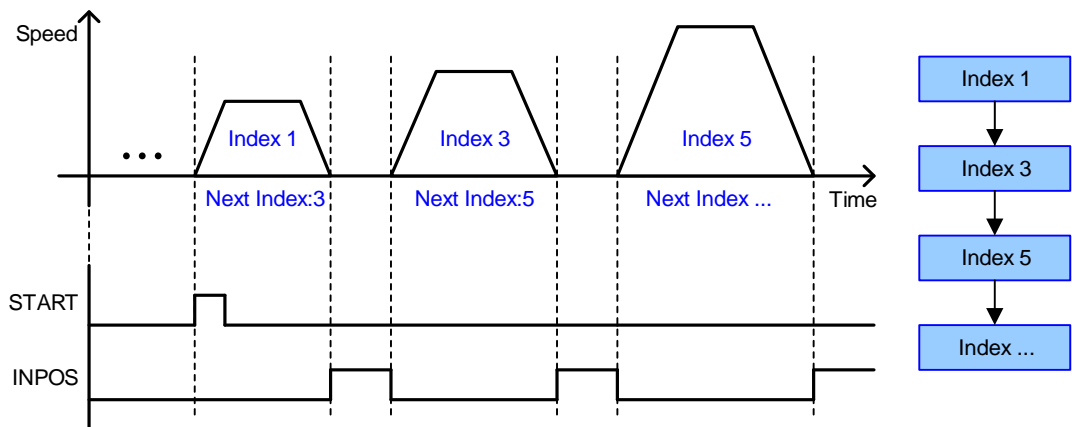 Speed
Index 1
Index 3
Index 5
...
Next Index:3
Next Index:5
Next Index ...
Time
START
INPOS
Index 1
Index 3
Index 5
Index ...